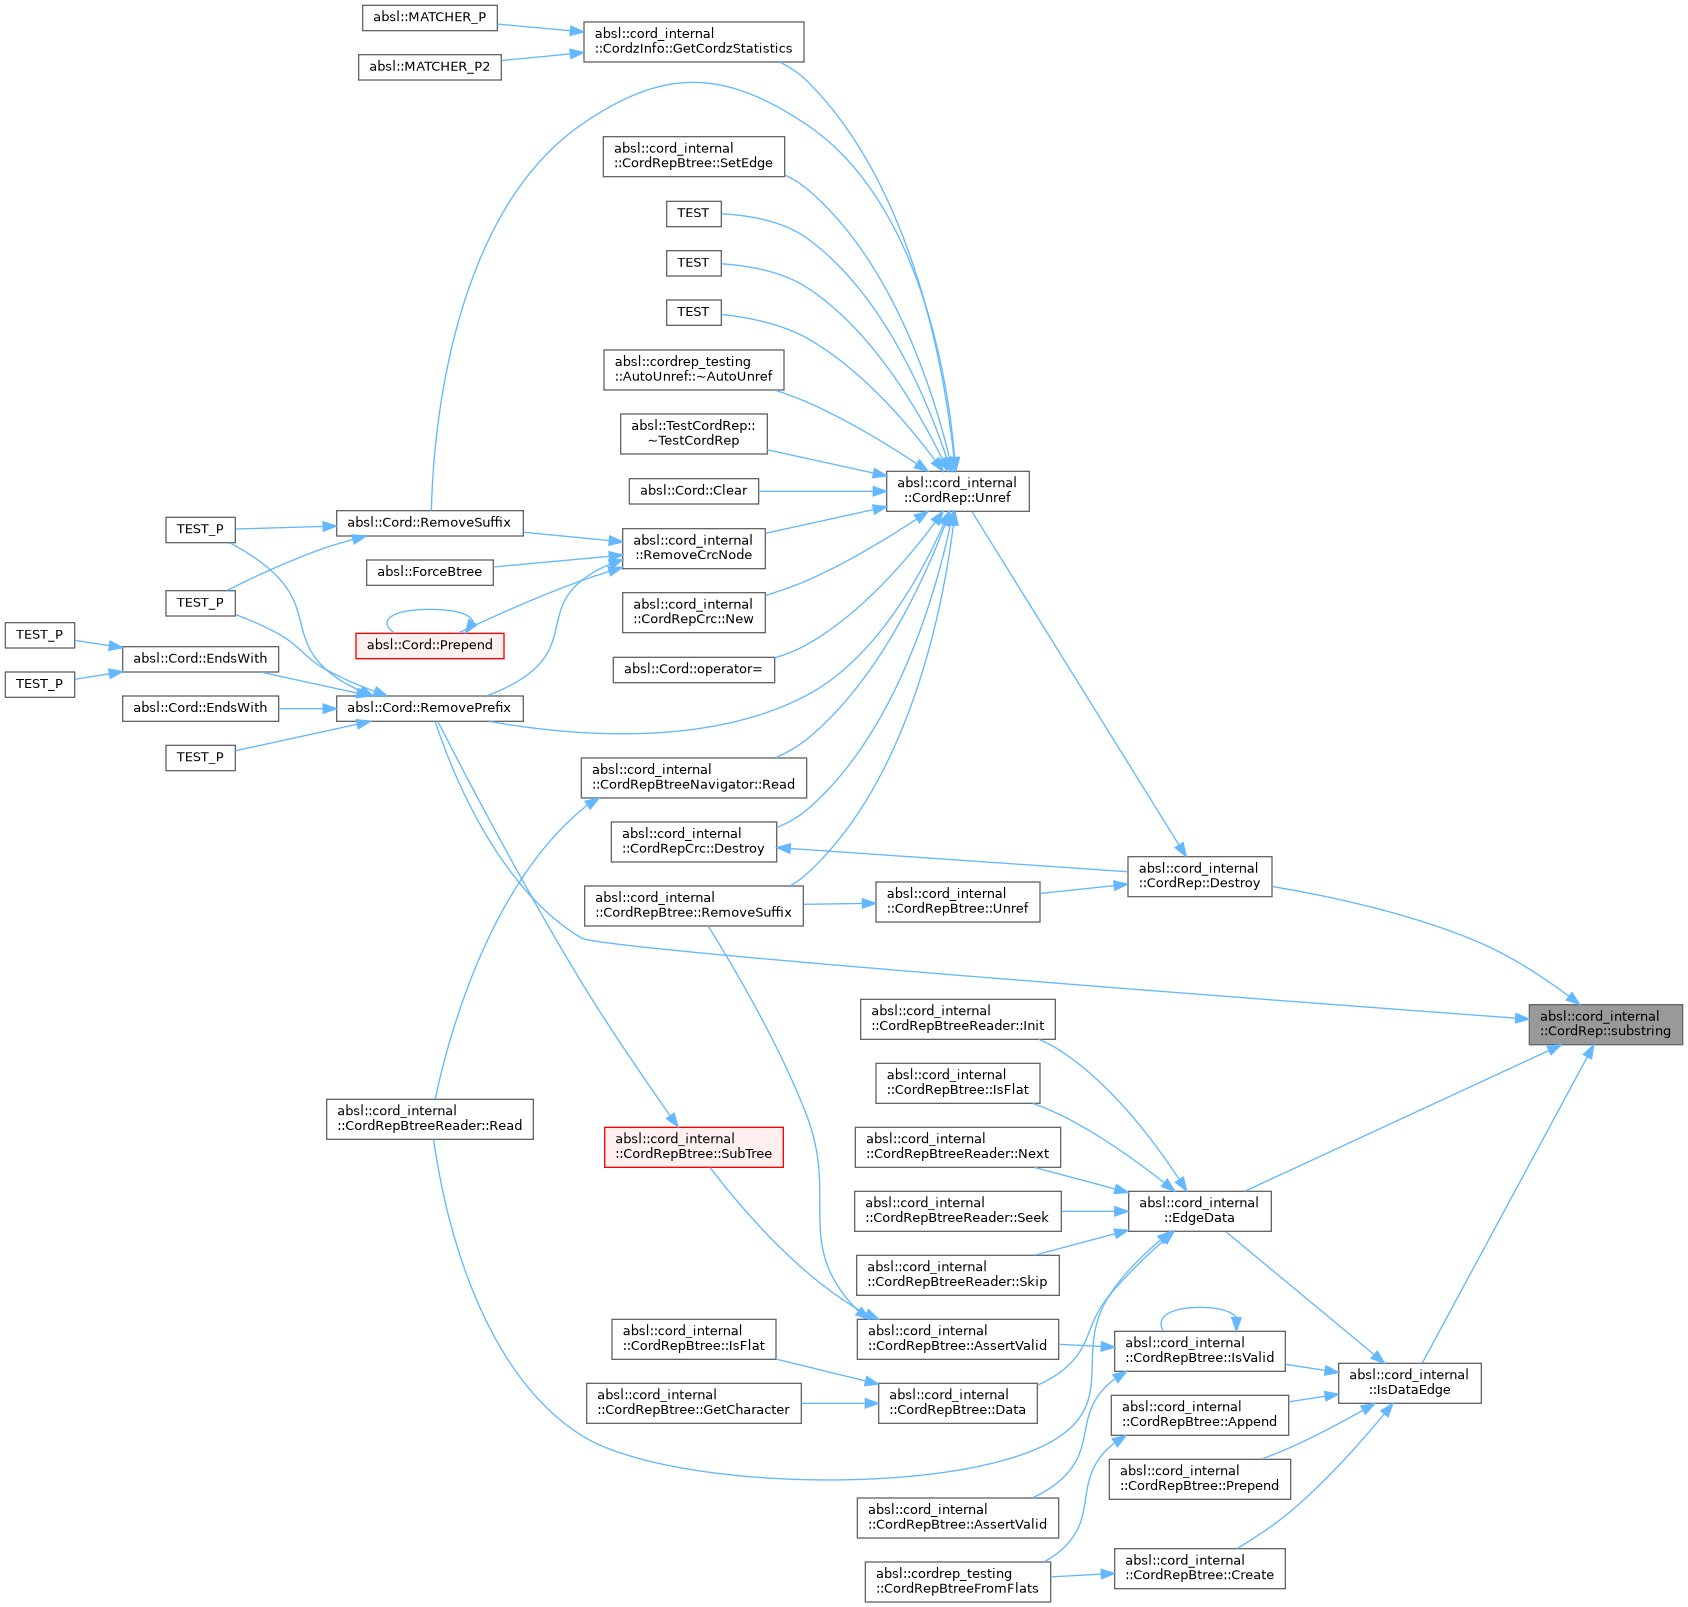 absl::MATCHER_P
absl::cord_internal
::CordzInfo::GetCordzStatistics
absl::MATCHER_P2
absl::cord_internal
::CordRepBtree::SetEdge
TEST
TEST
TEST
absl::cordrep_testing
::AutoUnref::~AutoUnref
absl::TestCordRep::
~TestCordRep
absl::cord_internal
::CordRep::Unref
absl::Cord::Clear
absl::Cord::RemoveSuffix
TEST_P
absl::cord_internal
::RemoveCrcNode
absl::ForceBtree
TEST_P
absl::cord_internal
::CordRepCrc::New
TEST_P
absl::Cord::Prepend
absl::Cord::EndsWith
absl::Cord::operator=
TEST_P
absl::Cord::EndsWith
absl::Cord::RemovePrefix
TEST_P
absl::cord_internal
::CordRepBtreeNavigator::Read
absl::cord_internal
::CordRepCrc::Destroy
absl::cord_internal
::CordRep::Destroy
absl::cord_internal
::CordRepBtree::RemoveSuffix
absl::cord_internal
::CordRepBtree::Unref
absl::cord_internal
::CordRepBtreeReader::Init
absl::cord_internal
::CordRep::substring
absl::cord_internal
::CordRepBtree::IsFlat
absl::cord_internal
::CordRepBtreeReader::Read
absl::cord_internal
::CordRepBtree::SubTree
absl::cord_internal
::CordRepBtreeReader::Next
absl::cord_internal
::CordRepBtreeReader::Seek
absl::cord_internal
::EdgeData
absl::cord_internal
::CordRepBtreeReader::Skip
absl::cord_internal
::CordRepBtree::IsFlat
absl::cord_internal
::CordRepBtree::AssertValid
absl::cord_internal
::CordRepBtree::IsValid
absl::cord_internal
::IsDataEdge
absl::cord_internal
::CordRepBtree::GetCharacter
absl::cord_internal
::CordRepBtree::Data
absl::cord_internal
::CordRepBtree::Append
absl::cord_internal
::CordRepBtree::Prepend
absl::cord_internal
::CordRepBtree::AssertValid
absl::cordrep_testing
::CordRepBtreeFromFlats
absl::cord_internal
::CordRepBtree::Create